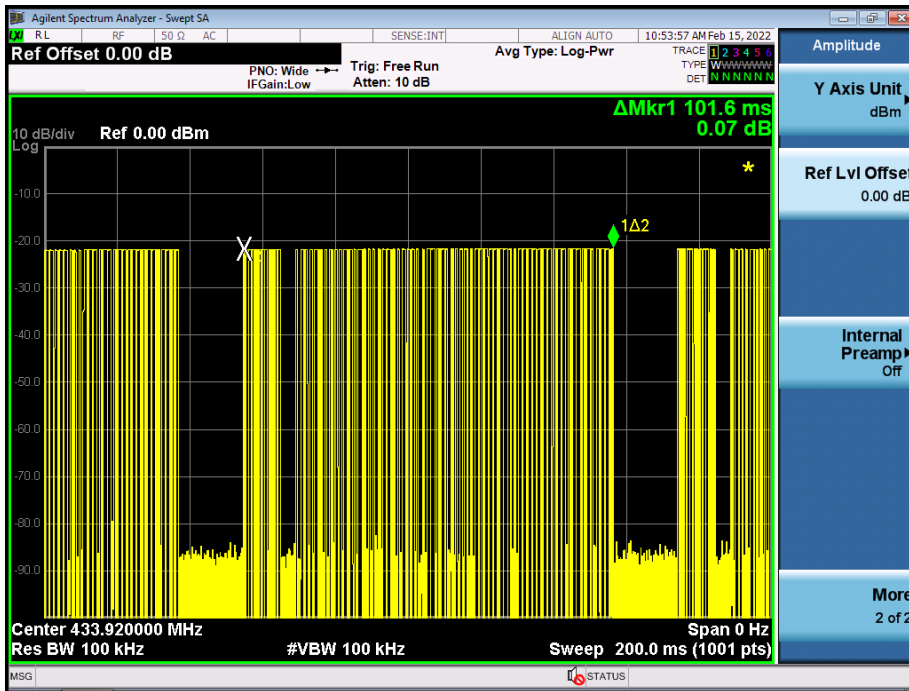 Agilent Spectrum Analyzer - Swept SA
LXI RL RF 50 Ω AC SENSE:INT ALIGN AUTO 10:53:57 AM Feb 15, 2022
Ref Offset 0.00 dB
PNO: Wide
IFGain:Low
Trig: Free Run
Atten: 10 dB
Avg Type: Log-Pwr
TRACE 1 2 3 4 5 6
TYPE W W W W W W
DET N N N N N N
ΔMkr1 101.6 ms
0.07 dB
10 dB/div Ref 0.00 dBm
Log
-10.0
-20.0
-30.0
-40.0
-50.0
-60.0
-70.0
-80.0
-90.0
1Δ2
Center 433.920000 MHz Span 0 Hz
Res BW 100 kHz #VBW 100 kHz Sweep 200.0 ms (1001 pts)
MSG STATUS
Amplitude
Y Axis Unit
dBm
Ref Lvl Offset
0.00 dB
Internal
Preamp
Off
More
2 of 2